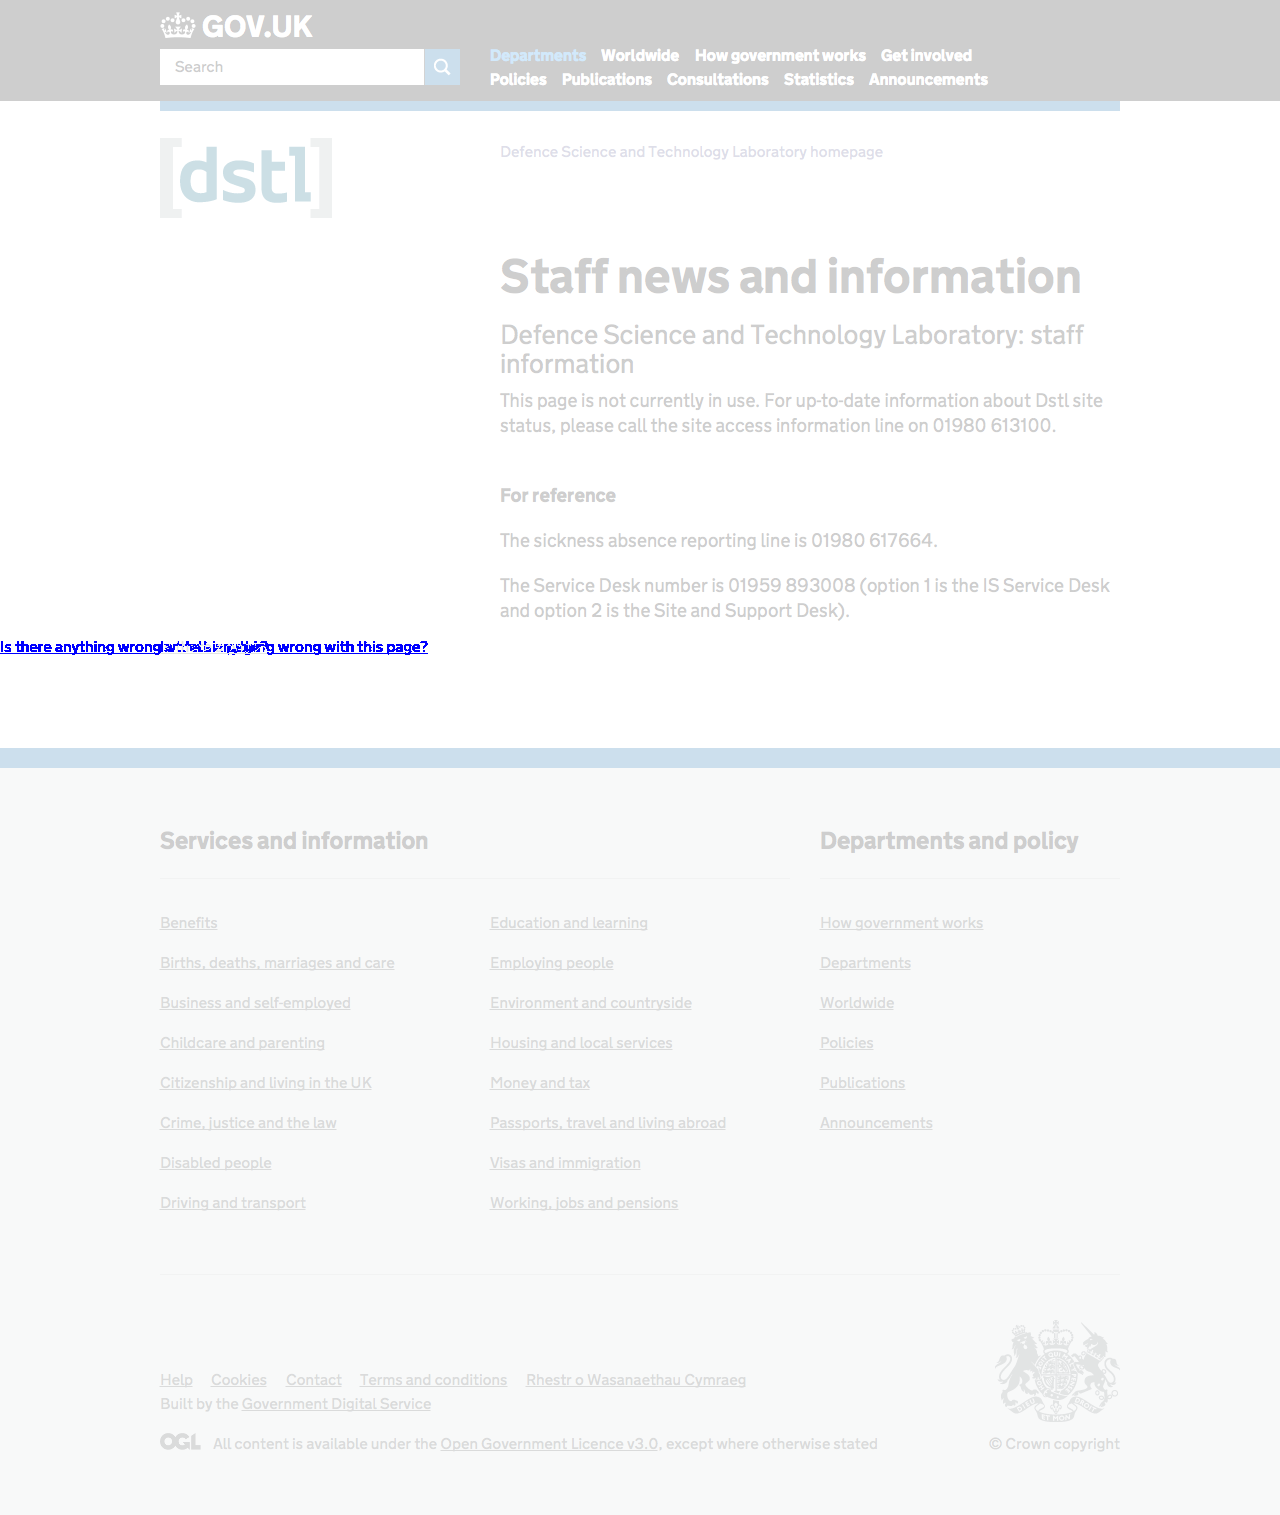 GOV.UK
Search
Departments Worldwide How government works Get involved
Policies Publications Consultations Statistics Announcements
[dstl]
Defence Science and Technology Laboratory homepage
Staff news and information
Defence Science and Technology Laboratory: staff
information
This page is not currently in use. For up-to-date information about Dstl site
status, please call the site access information line on 01980 613100.
For reference
The sickness absence reporting line is 01980 617664.
The Service Desk number is 01959 893008 (option 1 is the IS Service Desk
and option 2 is the Site and Support Desk).
Is there anything wrong wrong with this page?
Services and information
Departments and policy
Benefits
Births, deaths, marriages and care
Business and self-employed
Childcare and parenting
Citizenship and living in the UK
Crime, justice and the law
Disabled people
Driving and transport
Education and learning
Employing people
Environment and countryside
Housing and local services
Money and tax
Passports, travel and living abroad
Visas and immigration
Working, jobs and pensions
How government works
Departments
Worldwide
Policies
Publications
Announcements
Help Cookies Contact Terms and conditions Rhestr o Wasanaethau Cymraeg
Built by the Government Digital Service
OGL All content is available under the Open Government Licence v3.0, except where otherwise stated
© Crown copyright